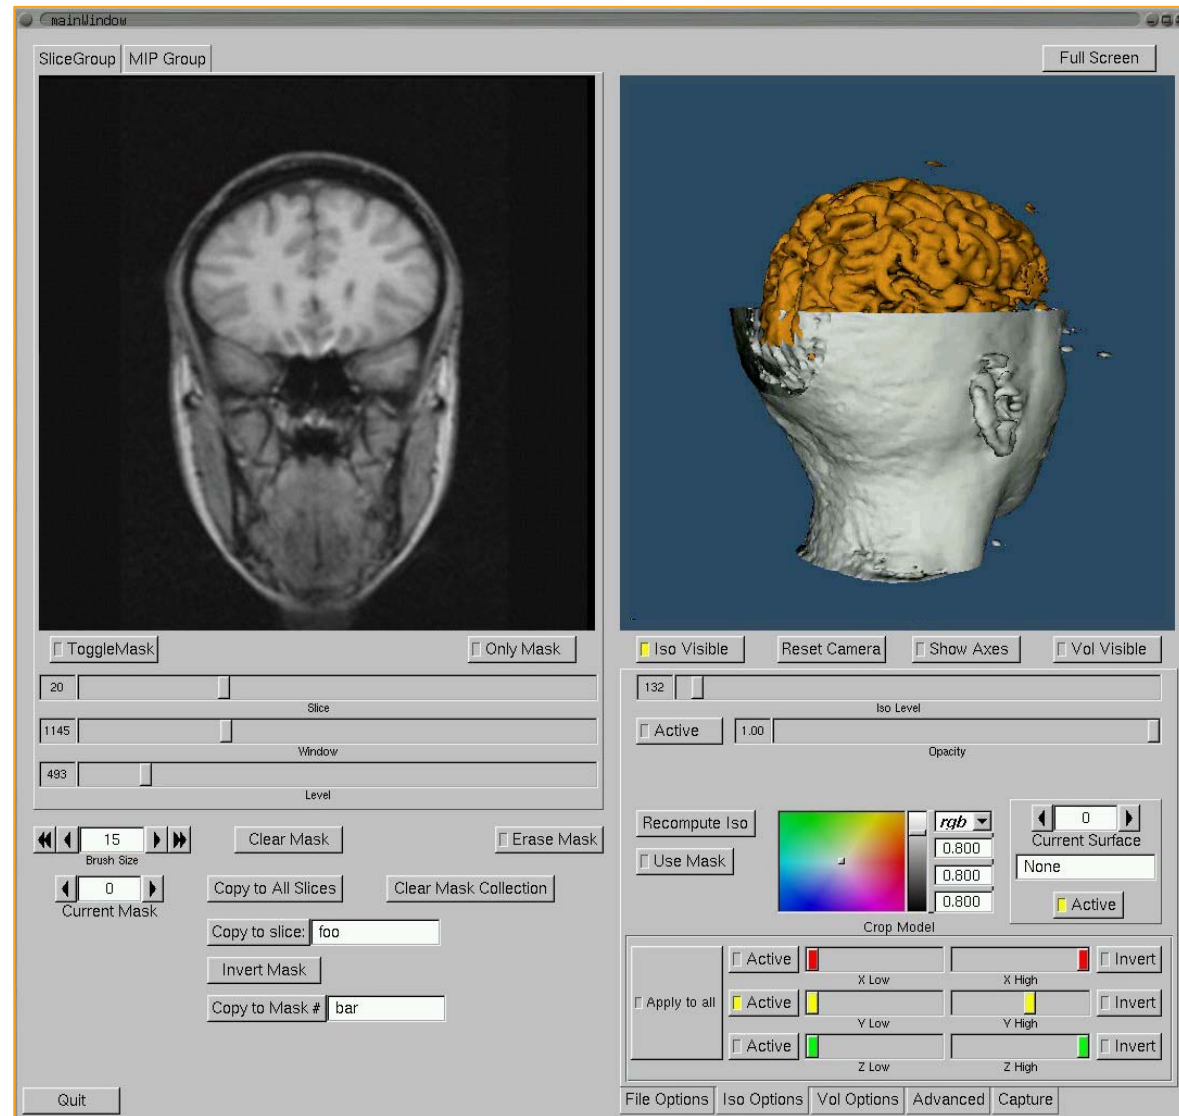 mainWindow
SliceGroup MIP Group
Full Screen
ToggleMask Only Mask
20
Slice
1145
Window
493
Level
15
Brush Size
Clear Mask
Erase Mask
0
Current Mask
Copy to All Slices
Clear Mask Collection
Copy to slice: foo
Invert Mask
Copy to Mask # bar
Quit
Iso Visible Reset Camera Show Axes Vol Visible
132
Iso Level
Active 1.00
Opacity
Recompute Iso
Use Mask
rgb
0.800
0.800
0.800
0
Current Surface
None
Active
Crop Model
Apply to all
Active Invert
X Low X High
Active Invert
Y Low Y High
Active Invert
Z Low Z High
File Options Iso Options Vol Options Advanced Capture